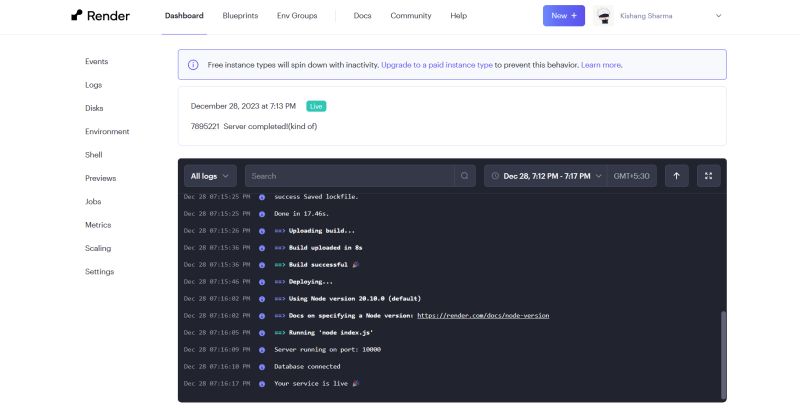 Render Dashboard Blueprints Env Groups Docs Community Help New + Kishang Sharma
Events
Logs
Disks
Environment
Shell
Previews
Jobs
Metrics
Scaling
Settings
Free instance types will spin down with inactivity. Upgrade to a paid instance type to prevent this behavior. Learn more.
December 28, 2023 at 7:13 PM Live
7895221 Server completed!(kind of)
All logs Search Dec 28, 7:12 PM - 7:17 PM GMT+5:30
Dec 28 07:15:25 PM success Saved lockfile.
Dec 28 07:15:25 PM Done in 17.46s.
Dec 28 07:15:26 PM ==> Uploading build...
Dec 28 07:15:36 PM ==> Build uploaded in 8s
Dec 28 07:15:36 PM ==> Build successful 🎉
Dec 28 07:15:46 PM ==> Deploying...
Dec 28 07:16:02 PM ==> Using Node version 20.10.0 (default)
Dec 28 07:16:02 PM ==> Docs on specifying a Node version: https://render.com/docs/node-version
Dec 28 07:16:05 PM ==> Running 'node index.js'
Dec 28 07:16:09 PM Server running on port: 10000
Dec 28 07:16:10 PM Database connected
Dec 28 07:16:17 PM Your service is live 🎉